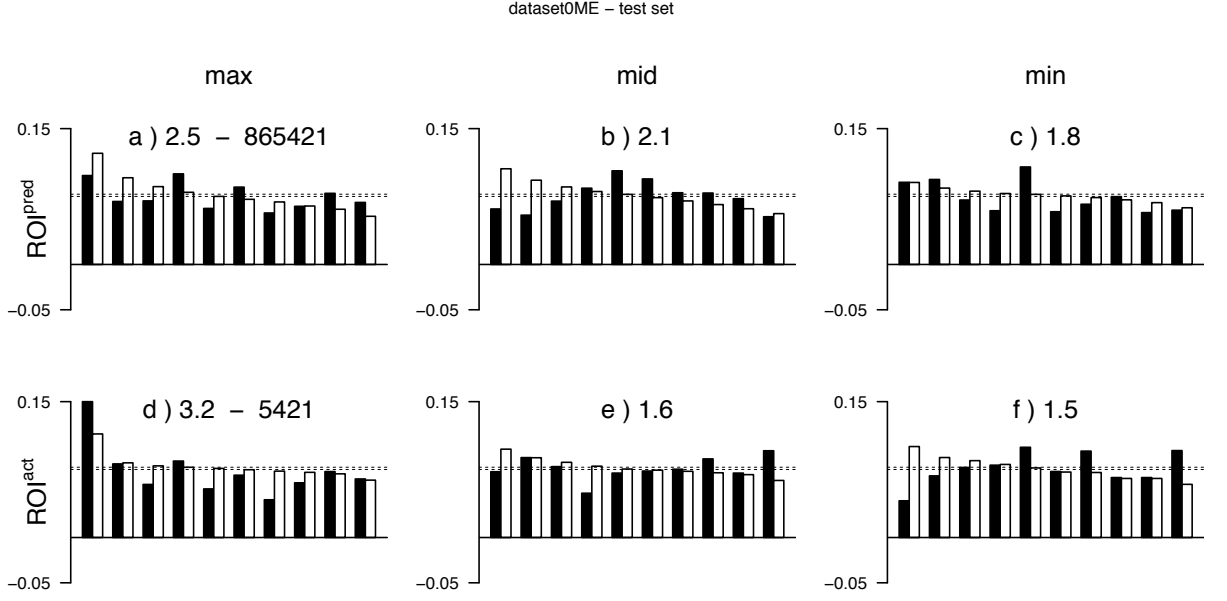 dataset0ME − test set
max
mid
min
a ) 2.5 − 865421
b ) 2.1
c ) 1.8
0.15
0.15
0.15
ROI^pred
−0.05
−0.05
−0.05
d ) 3.2 − 5421
e ) 1.6
f ) 1.5
0.15
0.15
0.15
ROI^act
−0.05
−0.05
−0.05